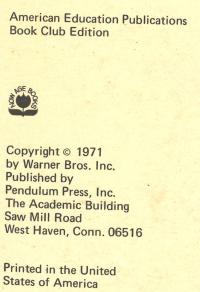 American Education Publications
Book Club Edition
NOW AGE BOOKS
Copyright © 1971
by Warner Bros. Inc.
Published by
Pendulum Press, Inc.
The Academic Building
Saw Mill Road
West Haven, Conn. 06516
Printed in the United
States of America